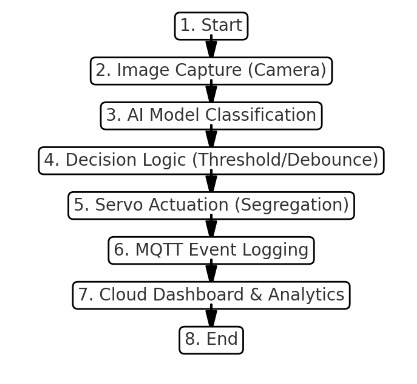 1. Start
2. Image Capture (Camera)
3. AI Model Classification
4. Decision Logic (Threshold/Debounce)
5. Servo Actuation (Segregation)
6. MQTT Event Logging
7. Cloud Dashboard & Analytics
8. End